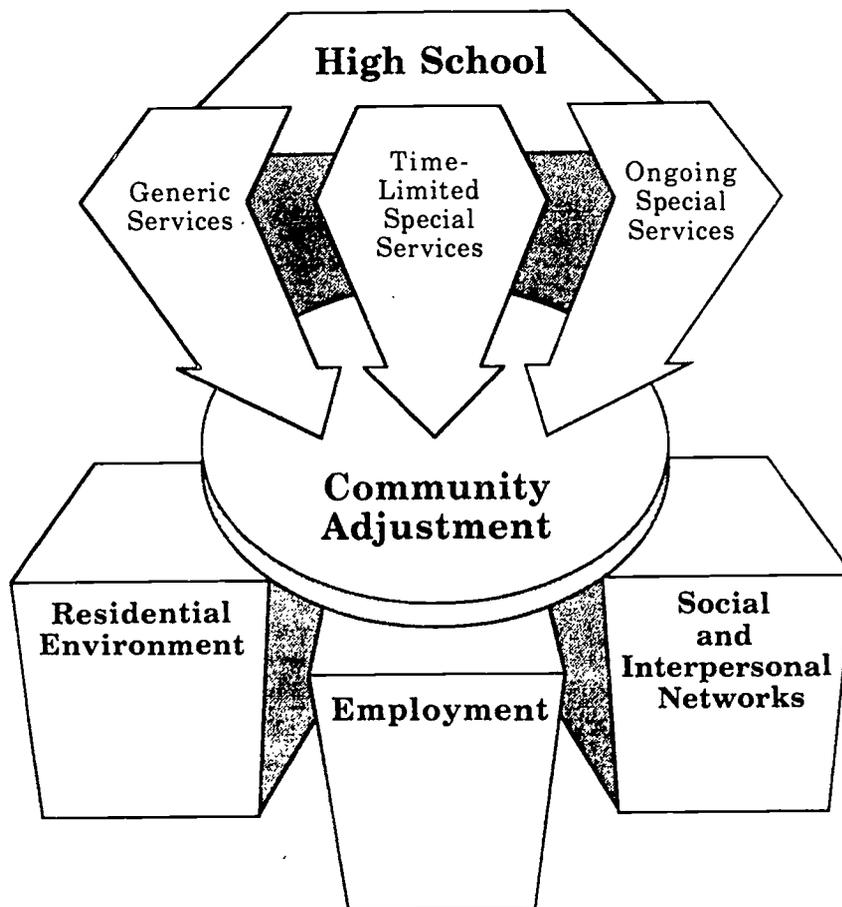 High School
Generic
Services
Time-
Limited
Special
Services
Ongoing
Special
Services
Community
Adjustment
Residential
Environment
Employment
Social
and
Interpersonal
Networks